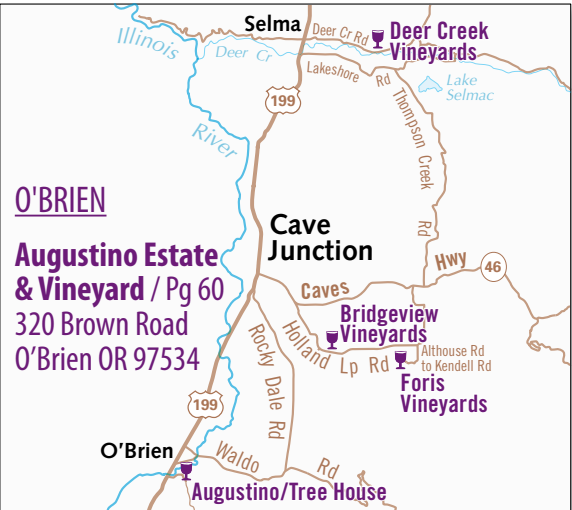 Selma
Deer Cr Rd
Deer Creek
Vineyards
Illinois
River
Deer Cr
Lakeshore Rd
Lake
Selmac
199
Thompson Creek Rd
O'BRIEN
Augustino Estate
& Vineyard / Pg 60
320 Brown Road
O'Brien OR 97534
Cave
Junction
Caves Hwy
46
Bridgeview
Vineyards
Holland Lp Rd
Althouse Rd
to Kendell Rd
Foris
Vineyards
Rocky Dale Rd
199
O'Brien
Waldo Rd
Augustino/Tree House